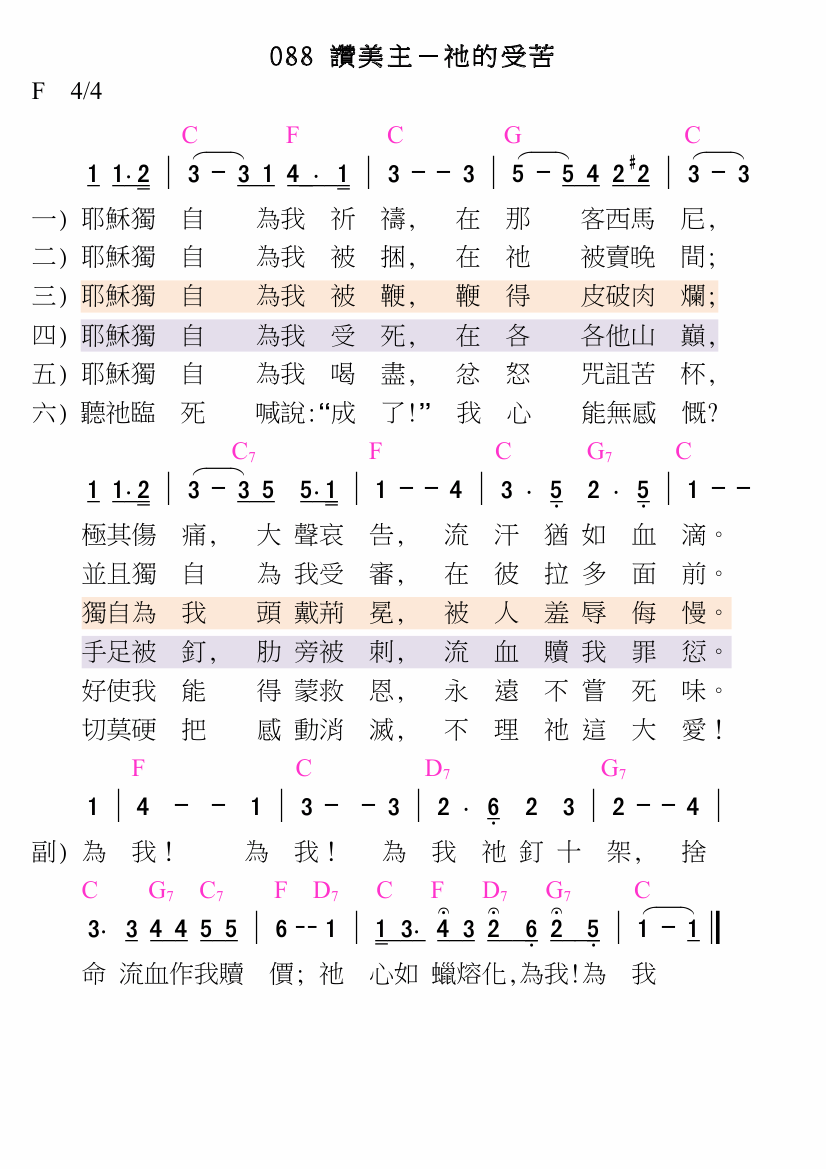 088 讚美主－祂的受苦
F 4/4
C F C G C
1 1·2 | 3 － 3 1 4 · 1 | 3 － － 3 | 5 － 5 4 2 ♯2 | 3 － 3
一) 耶穌獨 自 為我 祈 禱, 在 那 客西馬 尼,
二) 耶穌獨 自 為我 被 捆, 在 祂 被賣晚 間;
三) 耶穌獨 自 為我 被 鞭, 鞭 得 皮破肉 爛;
四) 耶穌獨 自 為我 受 死, 在 各 各他山 巔,
五) 耶穌獨 自 為我 喝 盡, 忿 怒 咒詛苦 杯,
六) 聽祂臨 死 喊說:“成 了!” 我 心 能無感 慨?
C7 F C G7 C
1 1·2 | 3 － 3 5 5·1 | 1 － － 4 | 3 · 5 2 · 5 | 1 － －
極其傷 痛, 大 聲哀 告, 流 汗 猶 如 血 滴。
並且獨 自 為 我受 審, 在 彼 拉 多 面 前。
獨自為 我 頭 戴荊 冕, 被 人 羞 辱 侮 慢。
手足被 釘, 肋 旁被 刺, 流 血 贖 我 罪 愆。
好使我 能 得 蒙救 恩, 永 遠 不 嘗 死 味。
切莫硬 把 感 動消 滅, 不 理 祂 這 大 愛!
F C D7 G7
1 | 4 － － 1 | 3 － － 3 | 2 · 6 2 3 | 2 － － 4 |
副) 為 我! 為 我! 為 我 祂 釘 十 架, 捨
C G7 C7 F D7 C F D7 G7 C
3· 3 4 4 5 5 | 6 －－ 1 | 1 3· 4 3 2 6 2 5 | 1 － 1 ‖
命 流血作我贖 價; 祂 心如 蠟熔化,為我!為 我